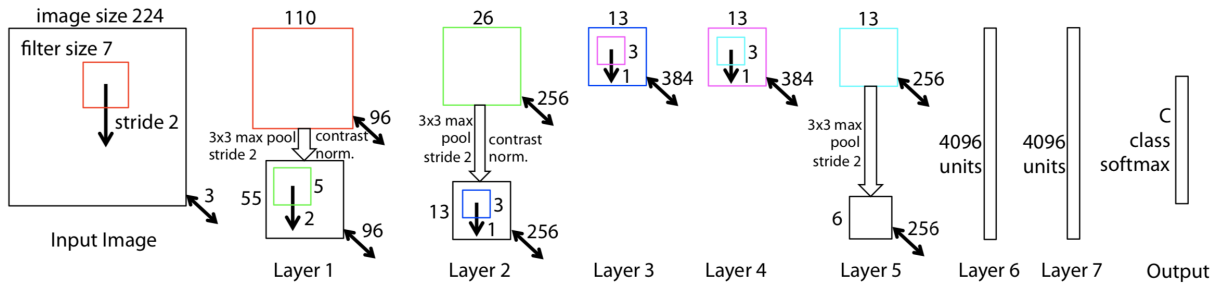 image size 224
filter size 7
stride 2
3
Input Image
110
96
3x3 max pool
stride 2
contrast
norm.
55
5
2
96
Layer 1
26
256
3x3 max
pool
stride 2
contrast
norm.
13
3
1
256
Layer 2
13
3
1
384
Layer 3
13
3
1
384
Layer 4
13
256
3x3 max
pool
stride 2
6
256
Layer 5
4096
units
Layer 6
4096
units
Layer 7
C
class
softmax
Output